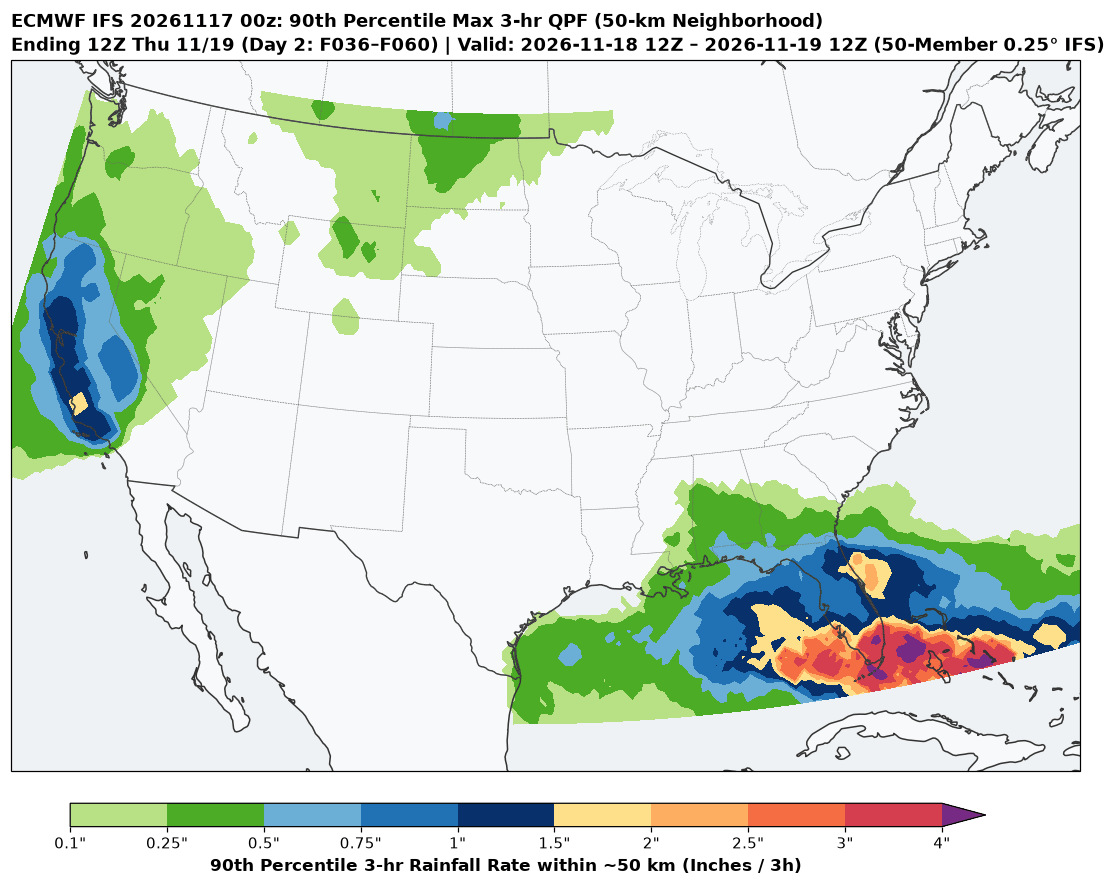 ECMWF IFS 20261117 00z: 90th Percentile Max 3-hr QPF (50-km Neighborhood)
Ending 12Z Thu 11/19 (Day 2: F036–F060) | Valid: 2026-11-18 12Z – 2026-11-19 12Z (50-Member 0.25° IFS)
0.1" 0.25" 0.5" 0.75" 1" 1.5" 2" 2.5" 3" 4"
90th Percentile 3-hr Rainfall Rate within ~50 km (Inches / 3h)